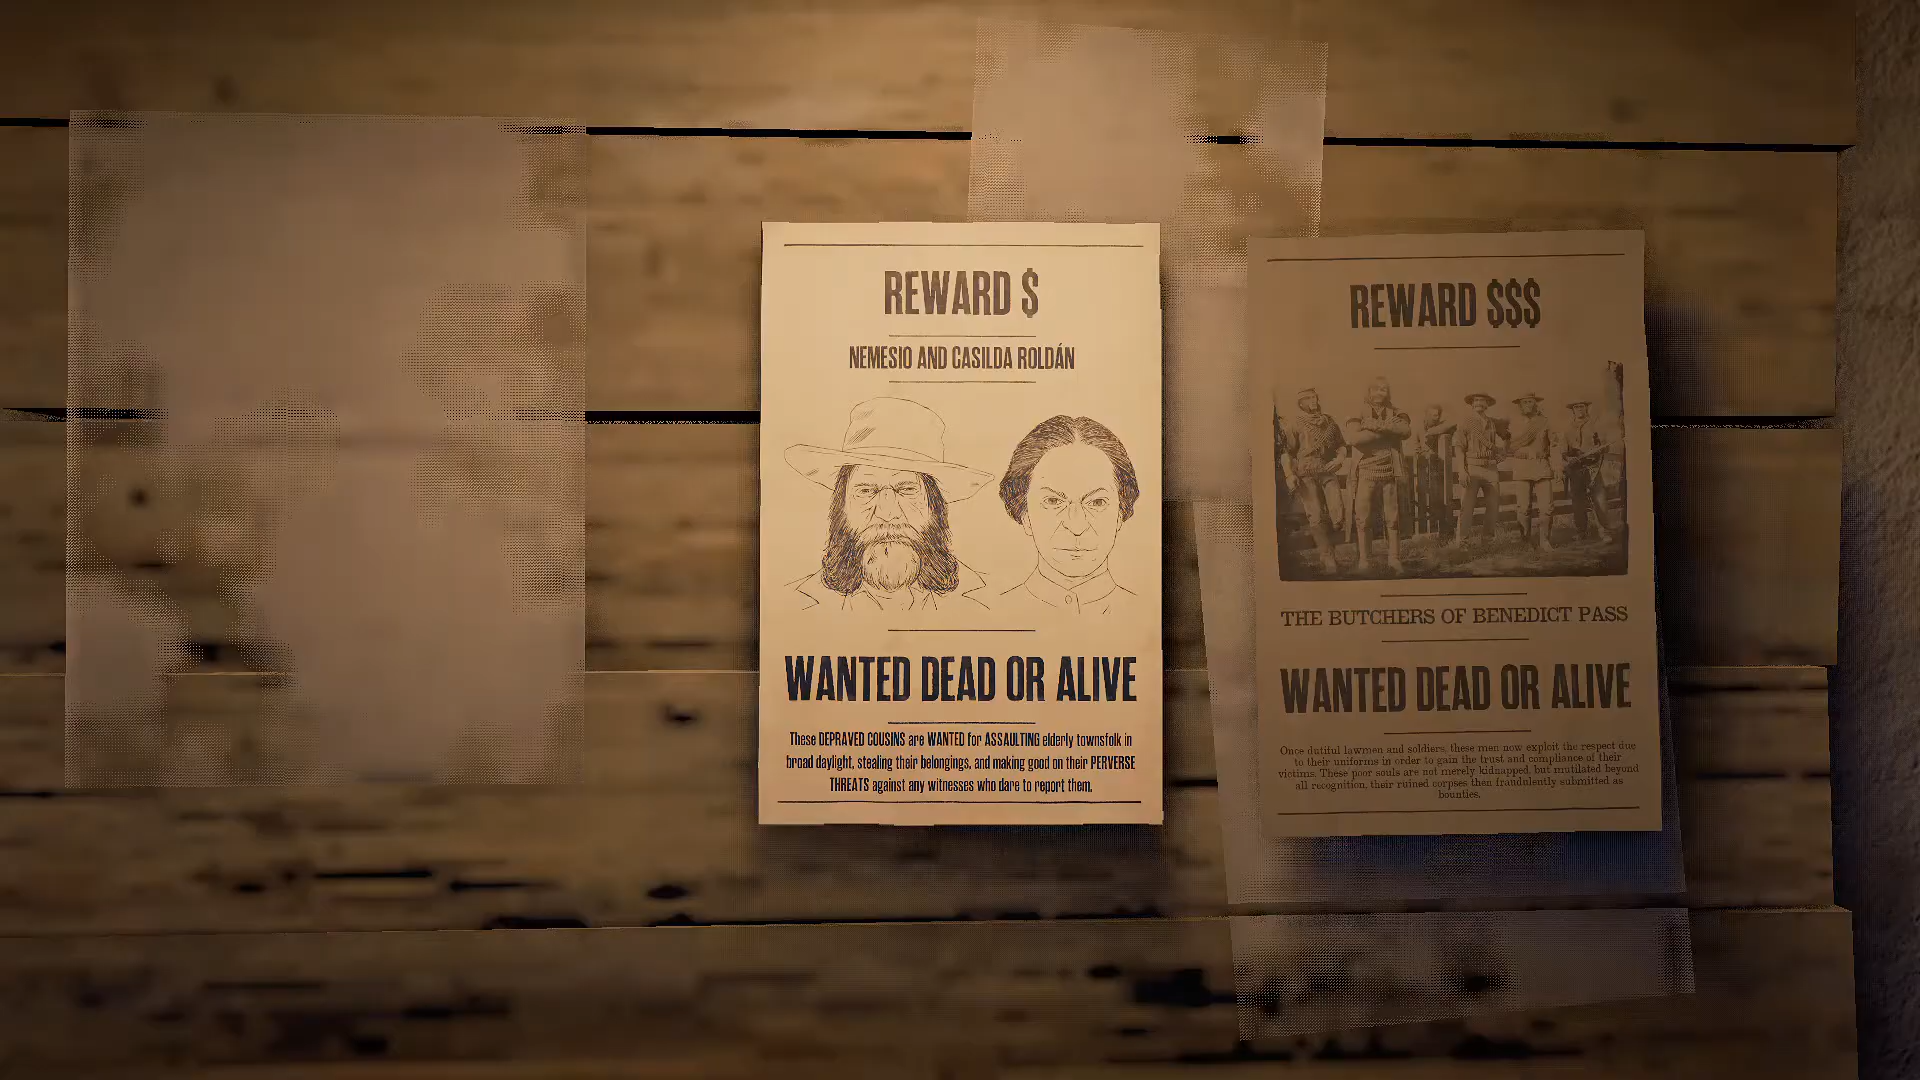 REWARD $
NEMESIO AND CASILDA ROLDÁN
WANTED DEAD OR ALIVE
These DEPRAVED COUSINS are WANTED for ASSAULTING elderly townsfolk in
broad daylight, stealing their belongings, and making good on their PERVERSE
THREATS against any witnesses who dare to report them.
REWARD $$$
THE BUTCHERS OF BENEDICT PASS
WANTED DEAD OR ALIVE
Once dutiful lawmen and soldiers, these men now exploit the respect due
to their uniforms in order to gain the trust and compliance of their
victims. These poor souls are not merely kidnapped, but mutilated beyond
all recognition, their ruined corpses then fraudulently submitted as
bounties.